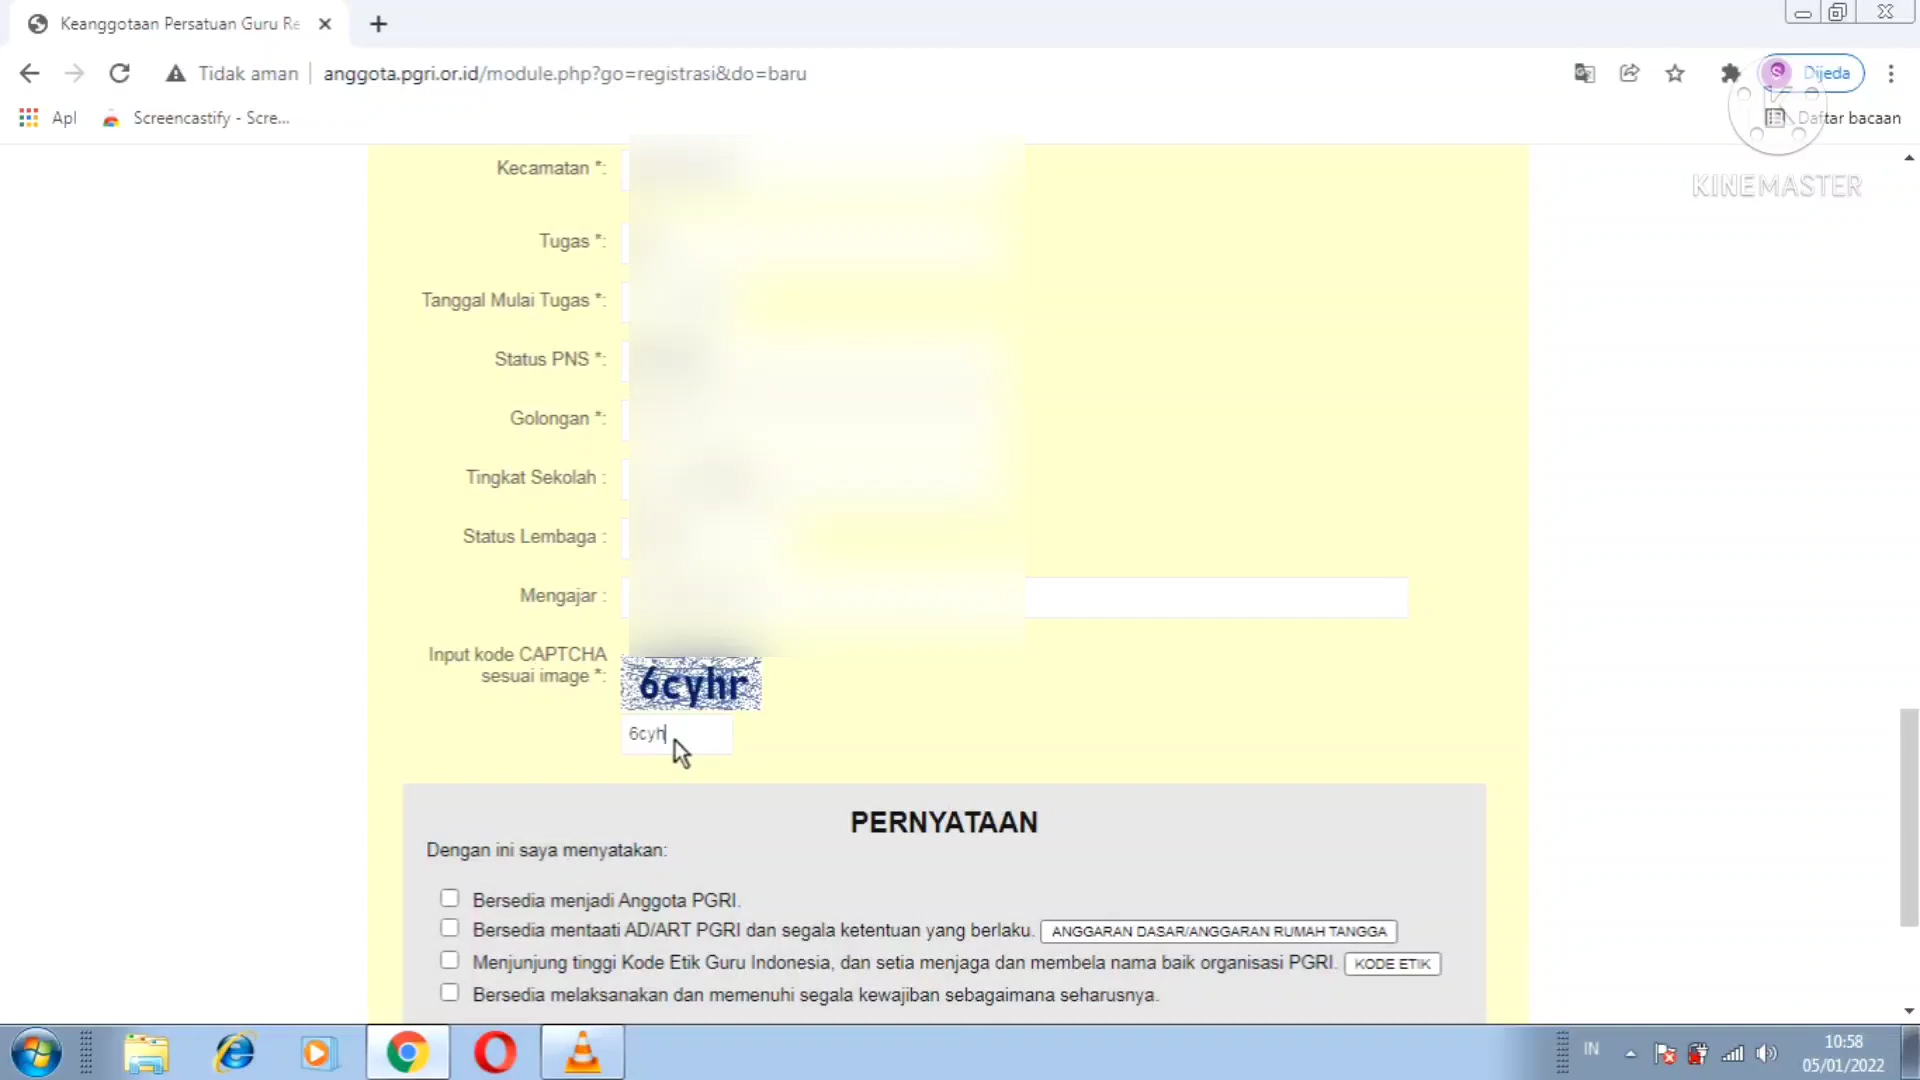 Keanggotaan Persatuan Guru Re
Tidak aman anggota.pgri.or.id/module.php?go=registrasi&do=baru
S Dijeda
Apl Screencastify - Scre... Daftar bacaan
K
KINEMASTER
Kecamatan *:
Tugas *:
Tanggal Mulai Tugas *:
Status PNS *:
Golongan *:
Tingkat Sekolah :
Status Lembaga :
Mengajar :
Input kode CAPTCHA
sesuai image *:
6cyhr
6cyh
PERNYATAAN
Dengan ini saya menyatakan:
Bersedia menjadi Anggota PGRI.
Bersedia mentaati AD/ART PGRI dan segala ketentuan yang berlaku. ANGGARAN DASAR/ANGGARAN RUMAH TANGGA
Menjunjung tinggi Kode Etik Guru Indonesia, dan setia menjaga dan membela nama baik organisasi PGRI. KODE ETIK
Bersedia melaksanakan dan memenuhi segala kewajiban sebagaimana seharusnya.
IN
10:58
05/01/2022